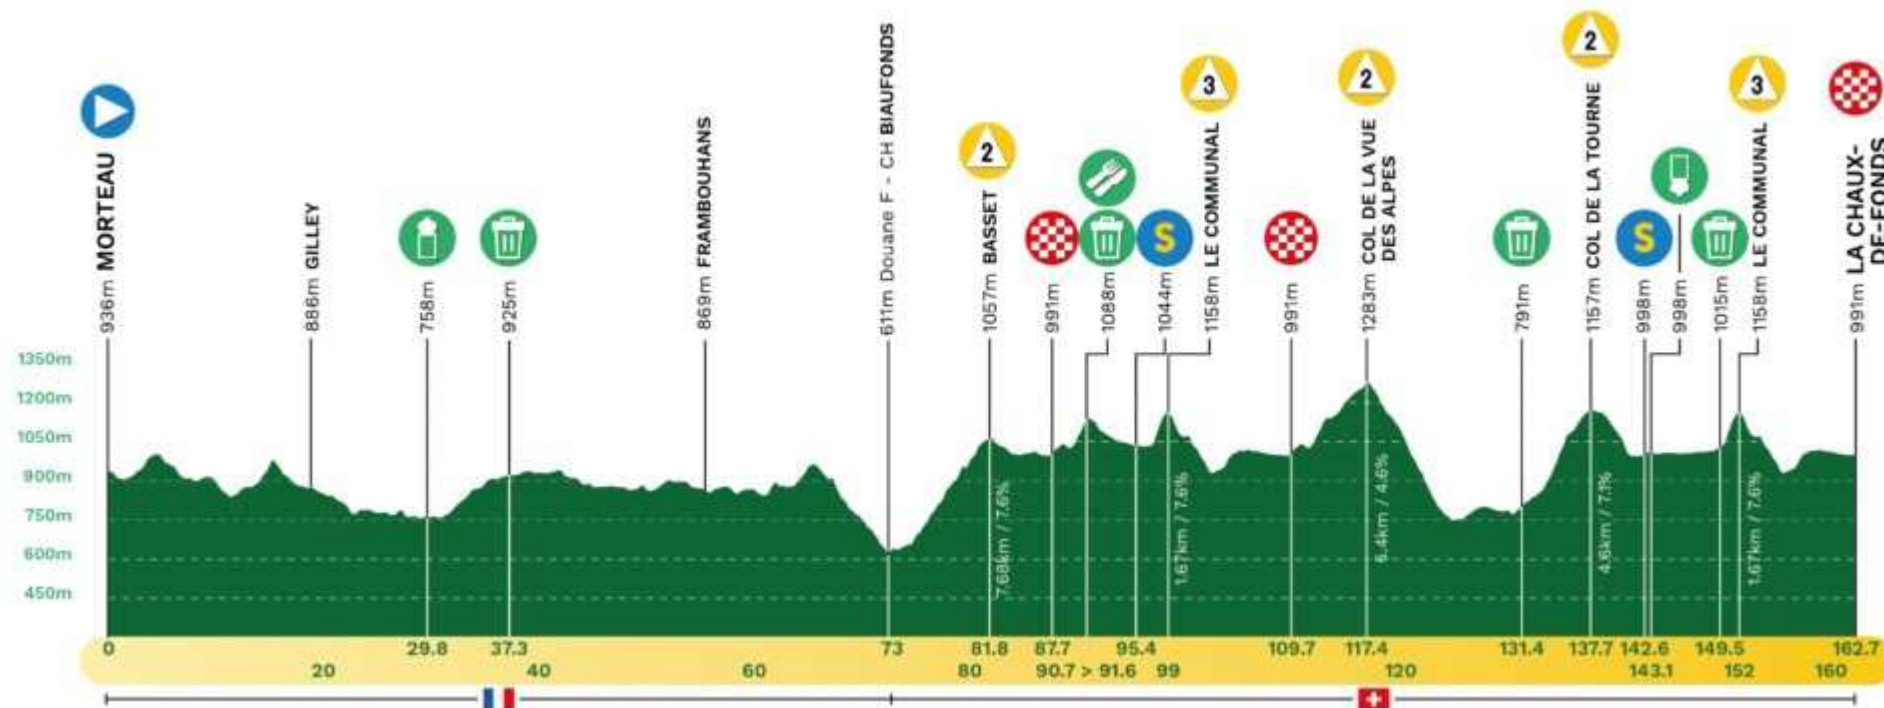 936m MORTEAU
886m GILLEY
758m
925m
869m FRAMBOUHANS
611m Douane F - CH BIAUFONDS
2
1057m BASSET
991m
1088m
S
1044m
3
1158m LE COMMUNAL
991m
2
1283m COL DE LA VUE
DES ALPES
791m
2
1157m COL DE LA TOURNE
S
998m
998m
1015m
3
1158m LE COMMUNAL
991m LA CHAUX-
DE-FONDS
1350m
1200m
1050m
900m
750m
600m
450m
7.68km / 7.6%
1.67km / 7.6%
6.4km / 4.6%
4.6km / 7.1%
1.67km / 7.6%
0 29.8 37.3 73 81.8 87.7 95.4 109.7 117.4 131.4 137.7 142.6 149.5 162.7
20 40 60 80 90.7 > 91.6 99 120 143.1 152 160